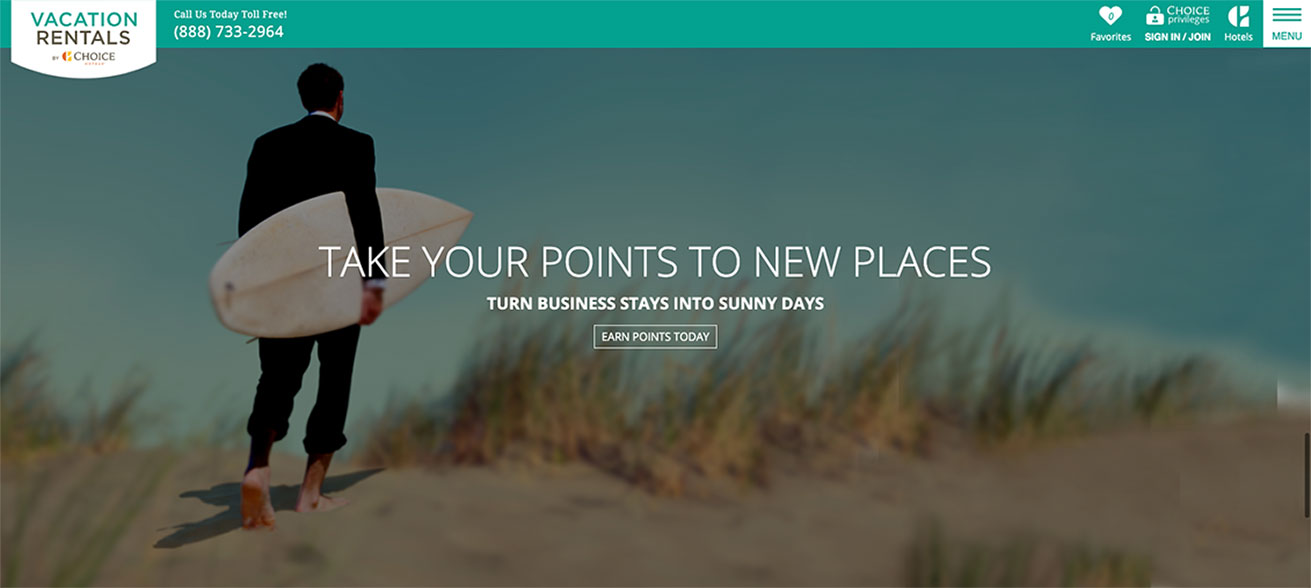 VACATION
RENTALS
BY CHOICE
HOTELS
Call Us Today Toll Free!
(888) 733-2964
0
Favorites
CHOICE
privileges
SIGN IN / JOIN
Hotels
MENU
TAKE YOUR POINTS TO NEW PLACES
TURN BUSINESS STAYS INTO SUNNY DAYS
EARN POINTS TODAY